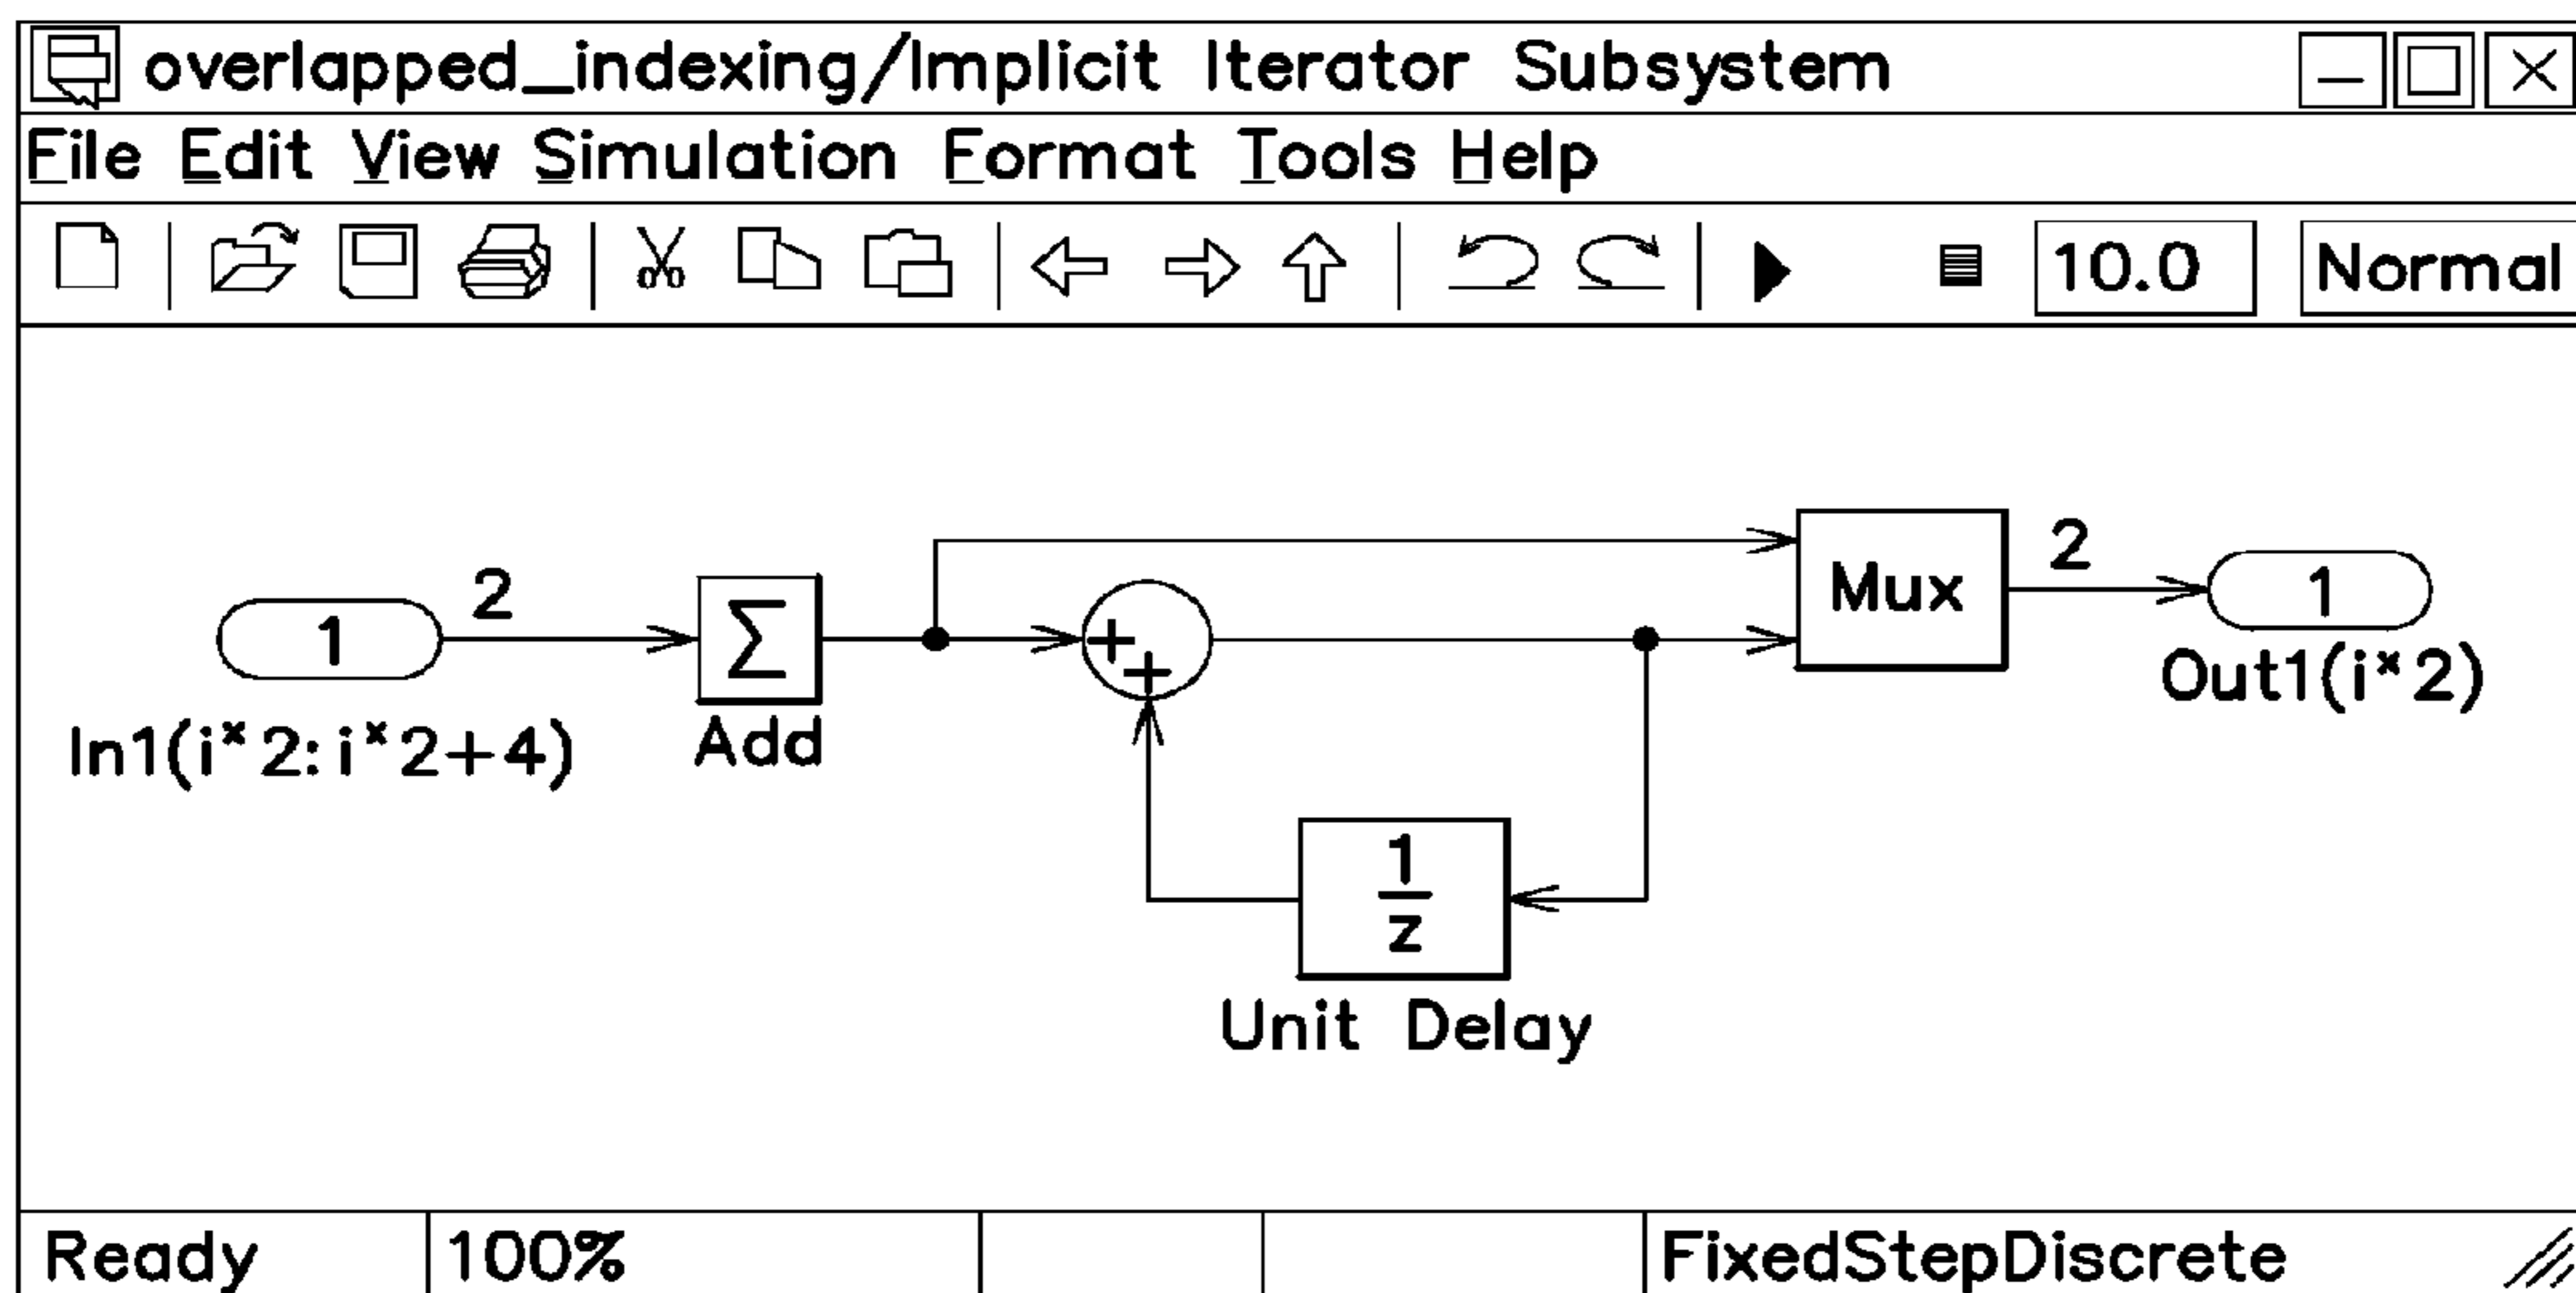 overlapped_indexing/Implicit Iterator Subsystem
File Edit View Simulation Format Tools Help
10.0 Normal
2
1
In1(i*2:i*2+4)
Σ
Add
+
+
Mux
2
1
Out1(i*2)
1
z
Unit Delay
Ready 100% FixedStepDiscrete